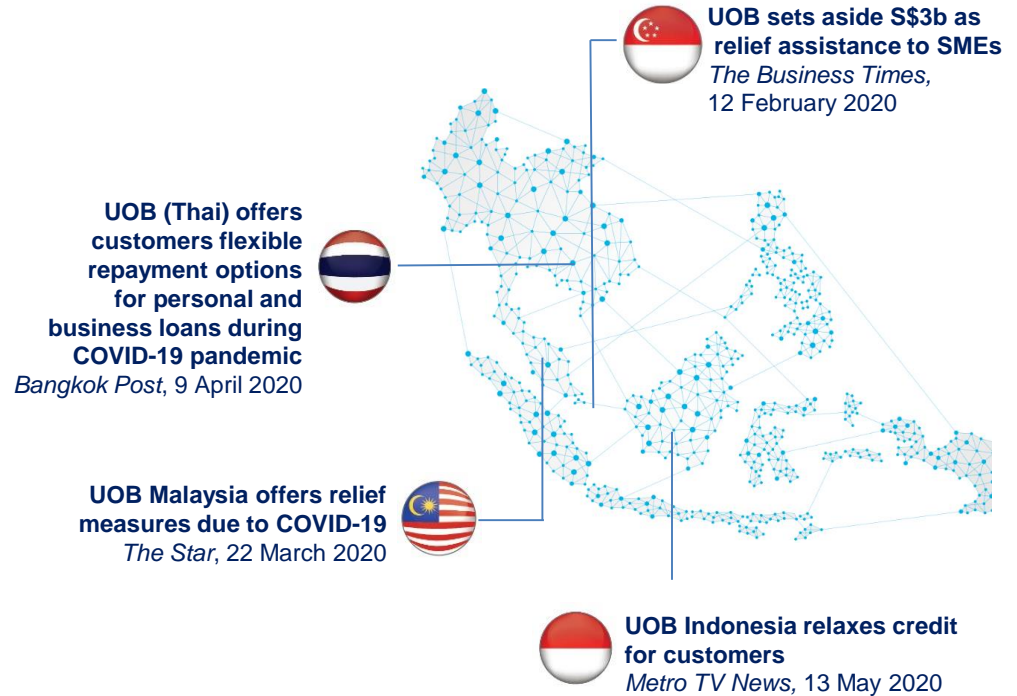 UOB sets aside S$3b as
relief assistance to SMEs
The Business Times,
12 February 2020
UOB (Thai) offers
customers flexible
repayment options
for personal and
business loans during
COVID-19 pandemic
Bangkok Post, 9 April 2020
UOB Malaysia offers relief
measures due to COVID-19
The Star, 22 March 2020
UOB Indonesia relaxes credit
for customers
Metro TV News, 13 May 2020